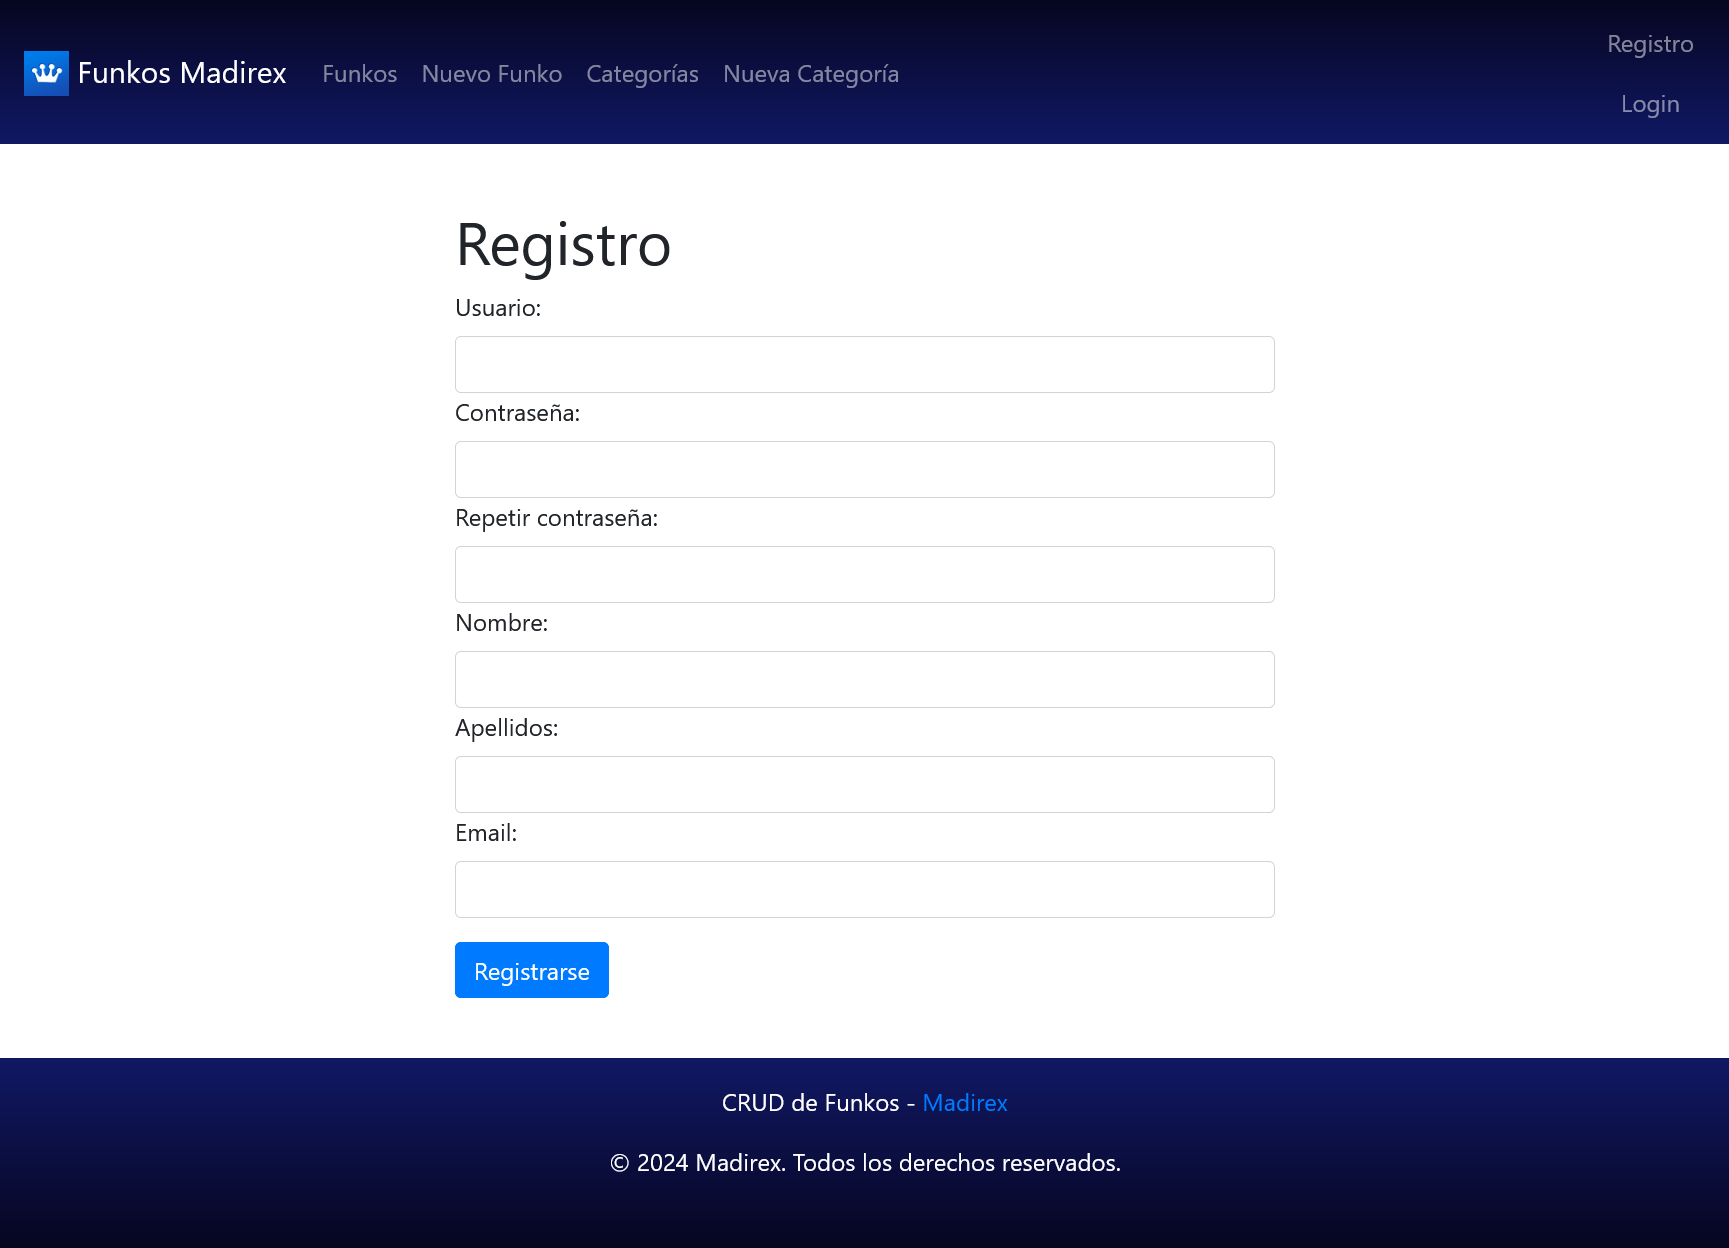 Funkos Madirex
Funkos
Nuevo Funko
Categorías
Nueva Categoría
Registro
Login
Registro
Usuario:
Contraseña:
Repetir contraseña:
Nombre:
Apellidos:
Email:
Registrarse
CRUD de Funkos - Madirex
© 2024 Madirex. Todos los derechos reservados.